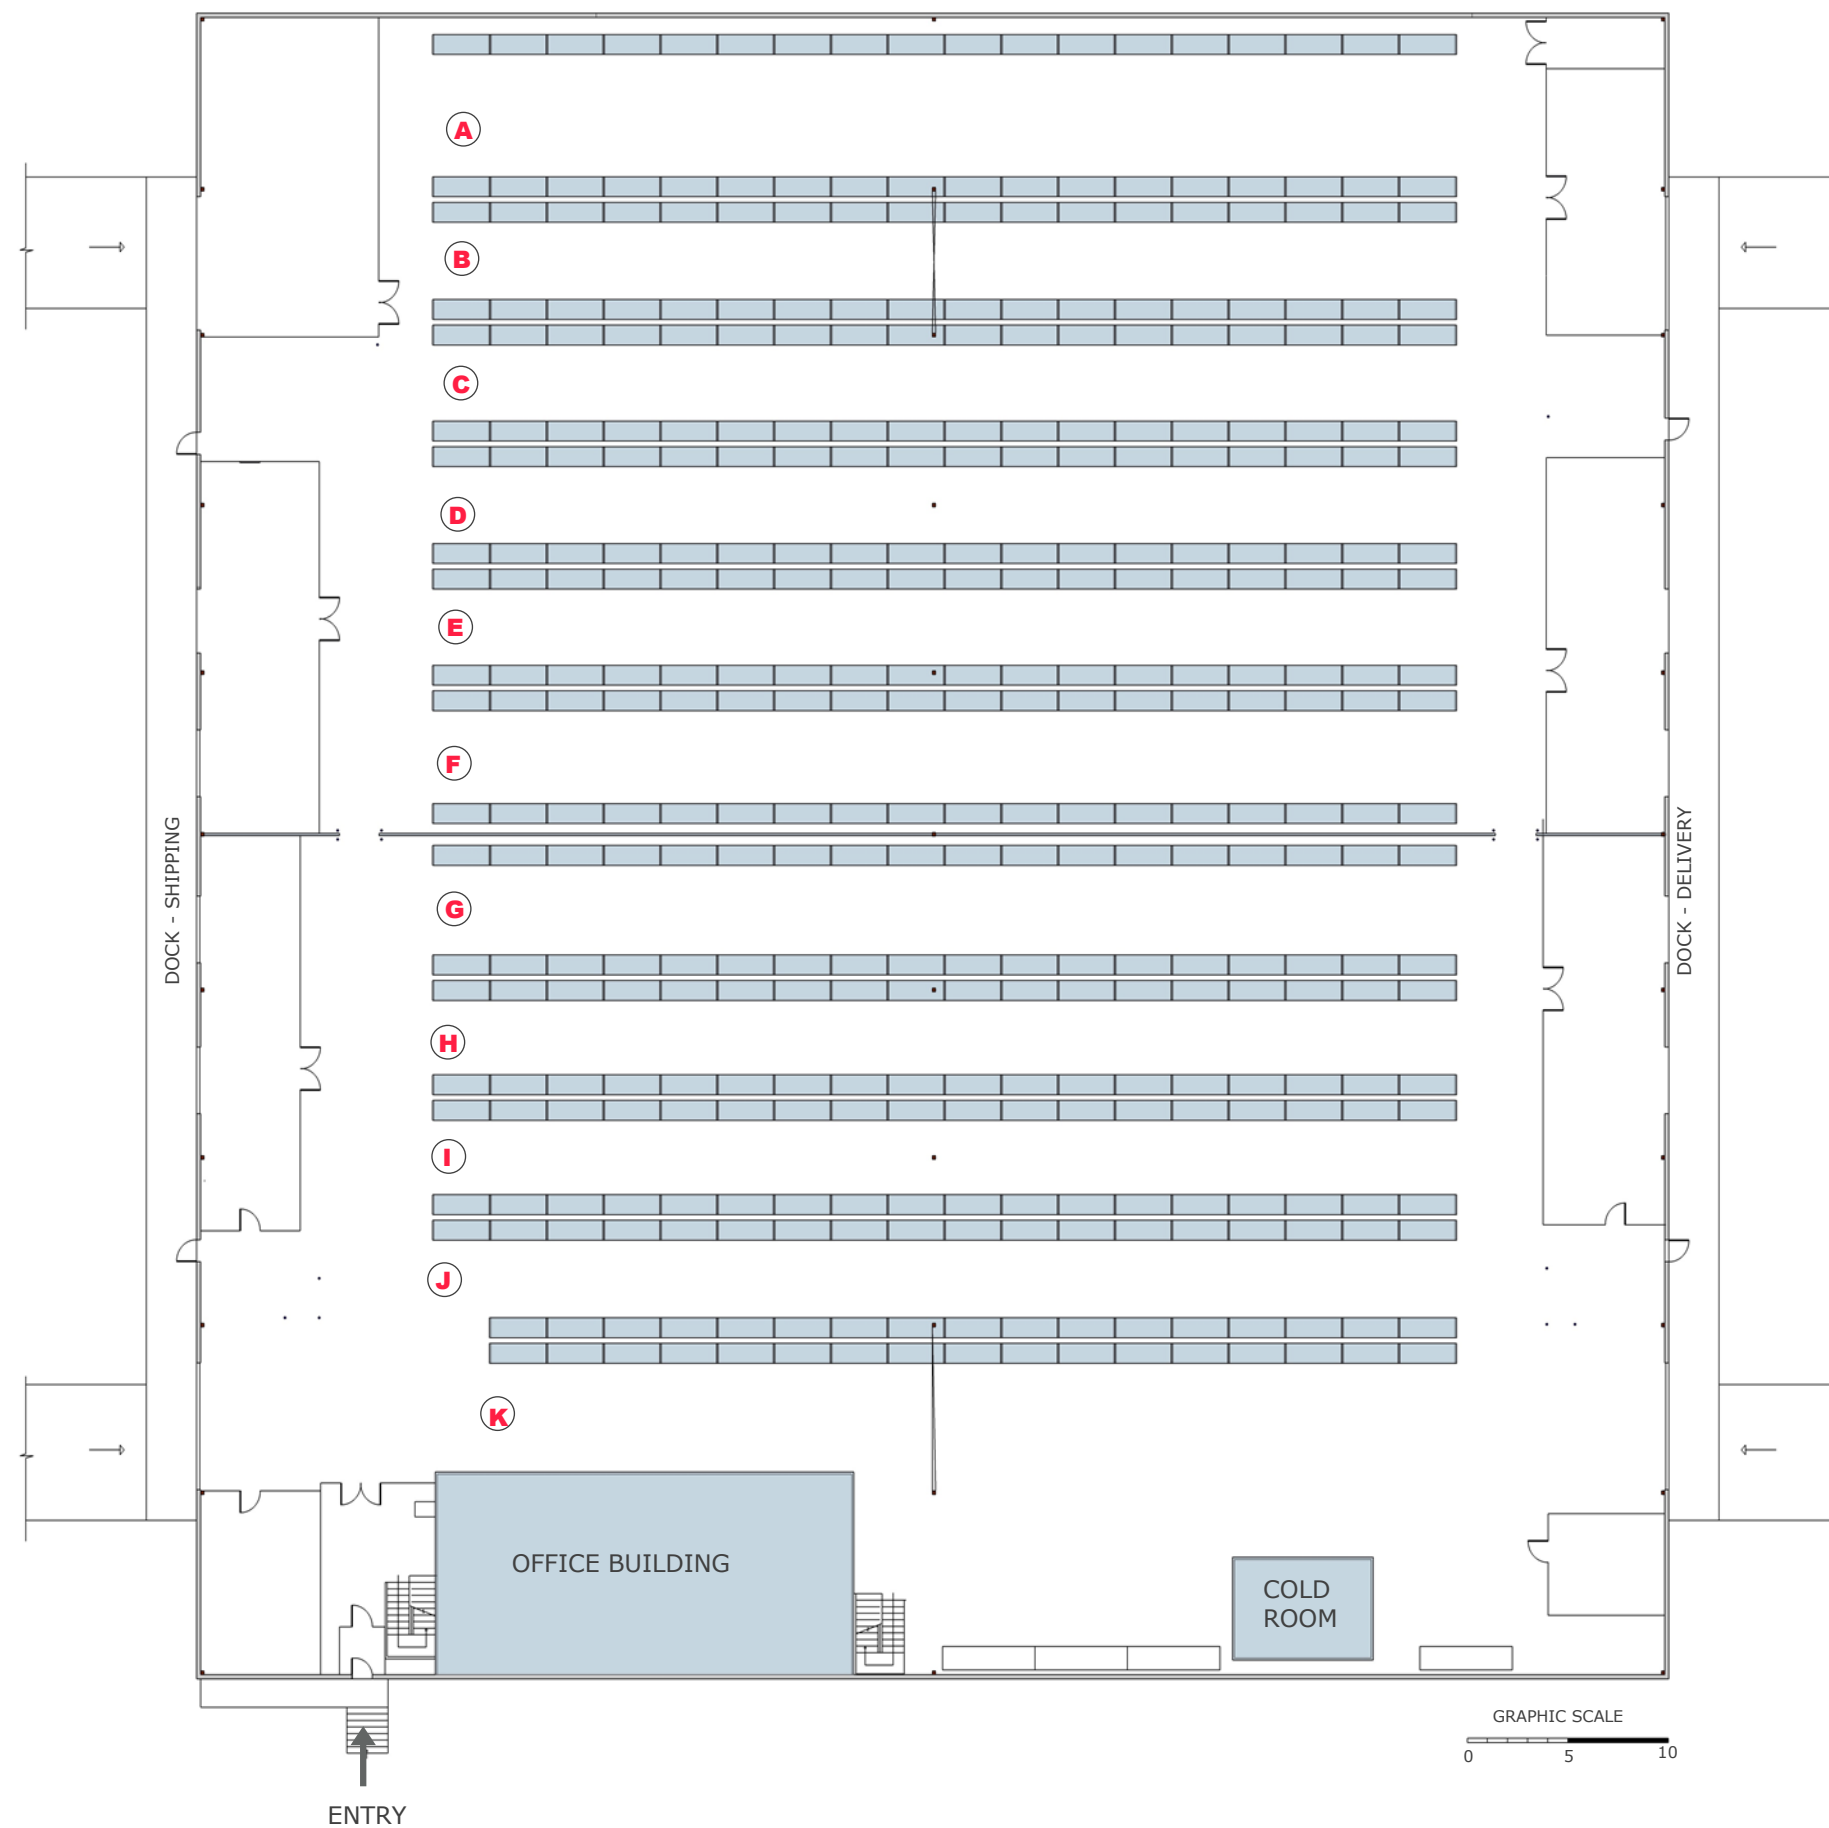 A
B
C
D
E
F
DOCK - SHIPPING
DOCK - DELIVERY
G
H
I
J
K
OFFICE BUILDING
COLD
ROOM
GRAPHIC SCALE
0 5 10
ENTRY